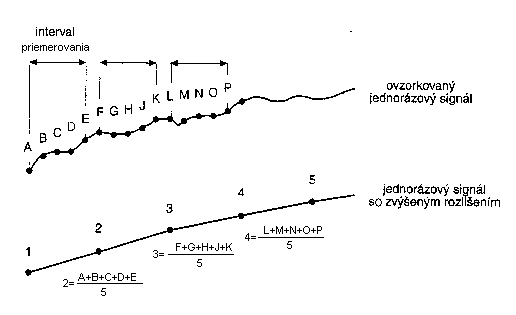 interval
priemerovania
A B C D E F G H J K L M N O P
ovzorkovaný
jednorázový signál
jednorázový signál
so zvýšeným rozlíšením
1 2 3 4 5
2= A+B+C+D+E
5
3= F+G+H+J+K
5
4= L+M+N+O+P
5